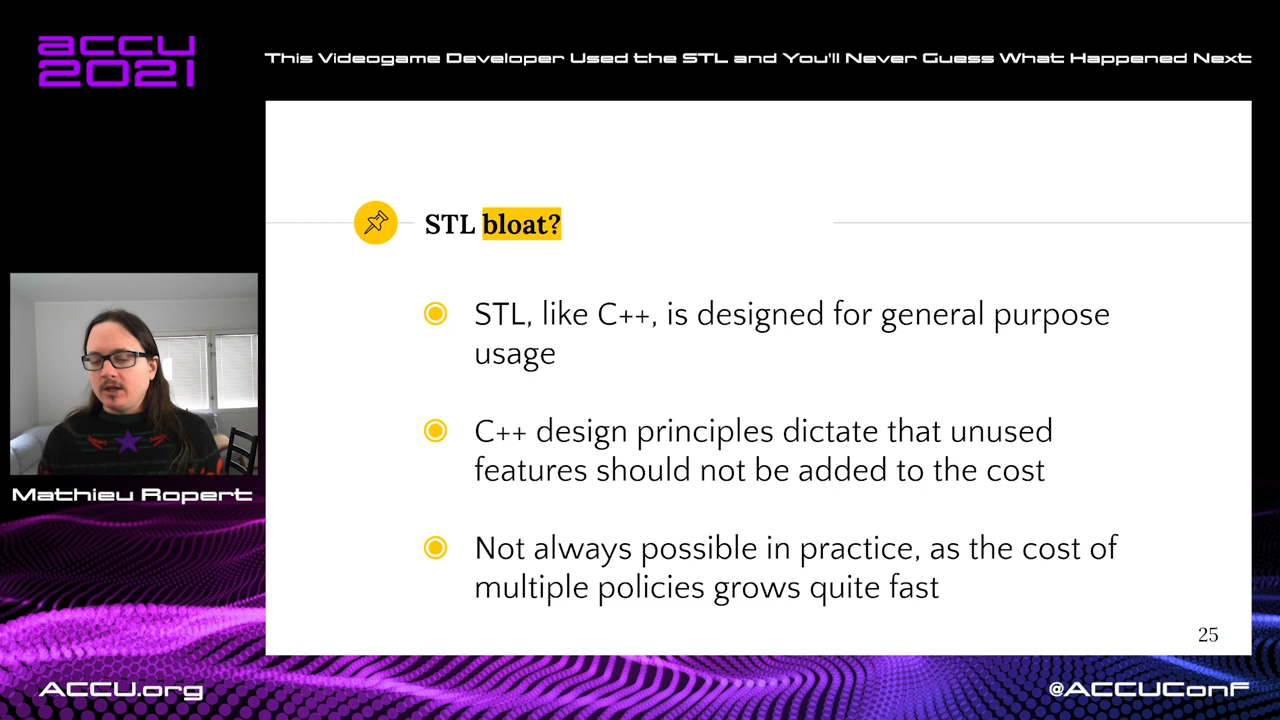 accu
2021
This Videogame Developer Used the STL and You'll Never Guess What Happened Next
STL bloat?
STL, like C++, is designed for general purpose
usage
C++ design principles dictate that unused
features should not be added to the cost
Not always possible in practice, as the cost of
multiple policies grows quite fast
25
Mathieu Ropert
ACCU.org
@ACCUConf